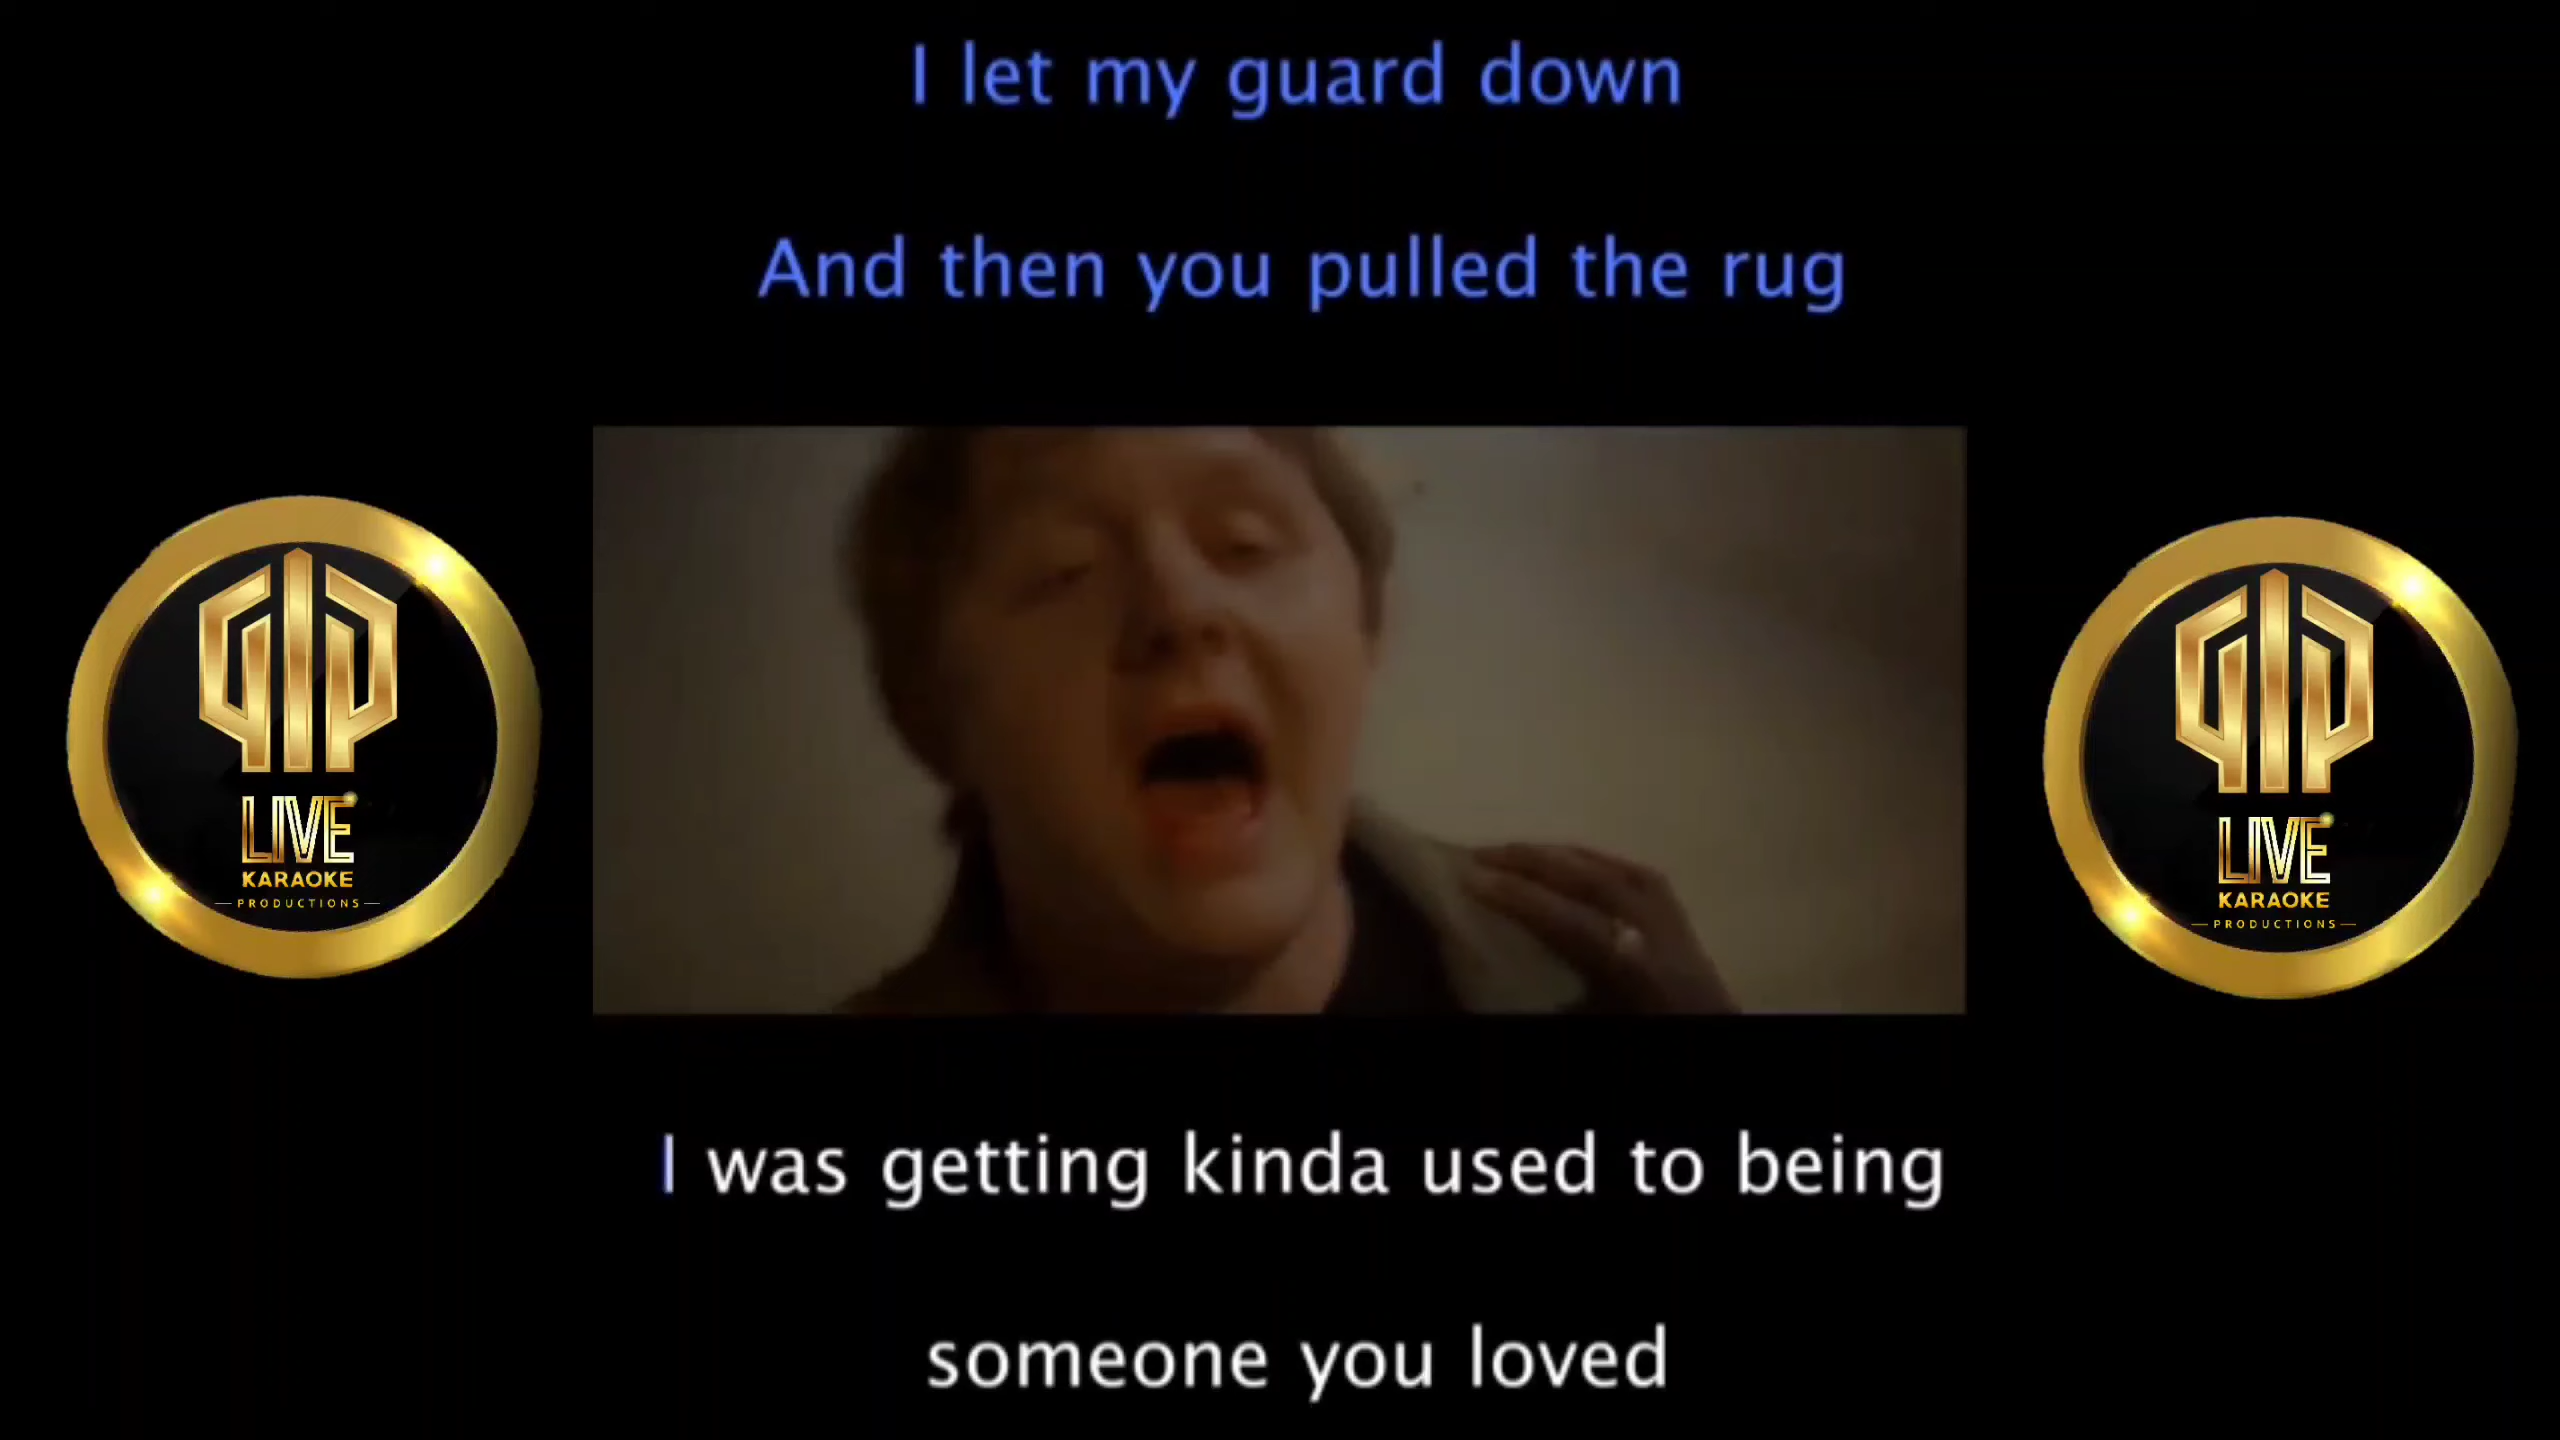 I let my guard down
And then you pulled the rug
LIVE
KARAOKE
PRODUCTIONS
LIVE
KARAOKE
PRODUCTIONS
I was getting kinda used to being
someone you loved